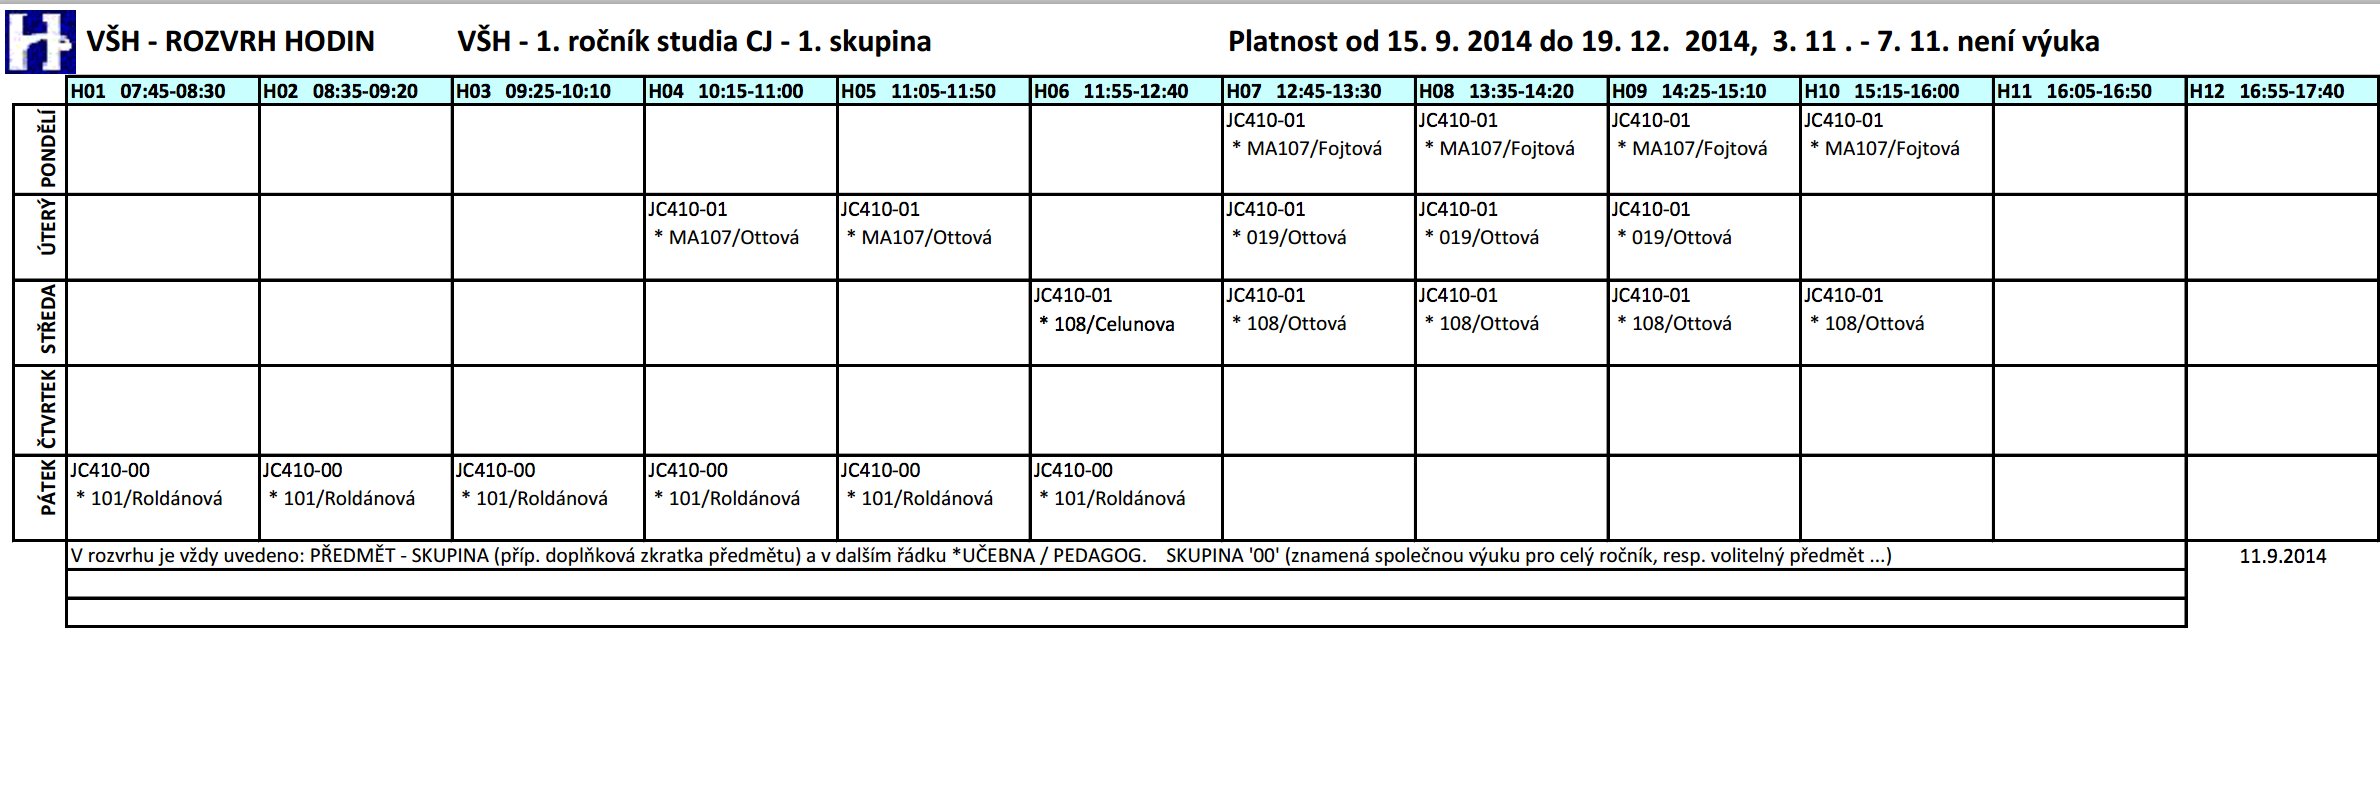 VŠH - ROZVRH HODIN VŠH - 1. ročník studia CJ - 1. skupina Platnost od 15. 9. 2014 do 19. 12. 2014, 3. 11 . - 7. 11. není výuka
H01 07:45-08:30 H02 08:35-09:20 H03 09:25-10:10 H04 10:15-11:00 H05 11:05-11:50 H06 11:55-12:40 H07 12:45-13:30 H08 13:35-14:20 H09 14:25-15:10 H10 15:15-16:00 H11 16:05-16:50 H12 16:55-17:40
PONDĚLÍ
JC410-01 JC410-01 JC410-01 JC410-01
* MA107/Fojtová * MA107/Fojtová * MA107/Fojtová * MA107/Fojtová
ÚTERÝ
JC410-01 JC410-01 JC410-01 JC410-01 JC410-01
* MA107/Ottová * MA107/Ottová * 019/Ottová * 019/Ottová * 019/Ottová
STŘEDA
JC410-01 JC410-01 JC410-01 JC410-01 JC410-01
* 108/Celunova * 108/Ottová * 108/Ottová * 108/Ottová * 108/Ottová
ČTVRTEK
PÁTEK
JC410-00 JC410-00 JC410-00 JC410-00 JC410-00 JC410-00
* 101/Roldánová * 101/Roldánová * 101/Roldánová * 101/Roldánová * 101/Roldánová * 101/Roldánová
V rozvrhu je vždy uvedeno: PŘEDMĚT - SKUPINA (příp. doplňková zkratka předmětu) a v dalším řádku *UČEBNA / PEDAGOG. SKUPINA '00' (znamená společnou výuku pro celý ročník, resp. volitelný předmět ...) 11.9.2014